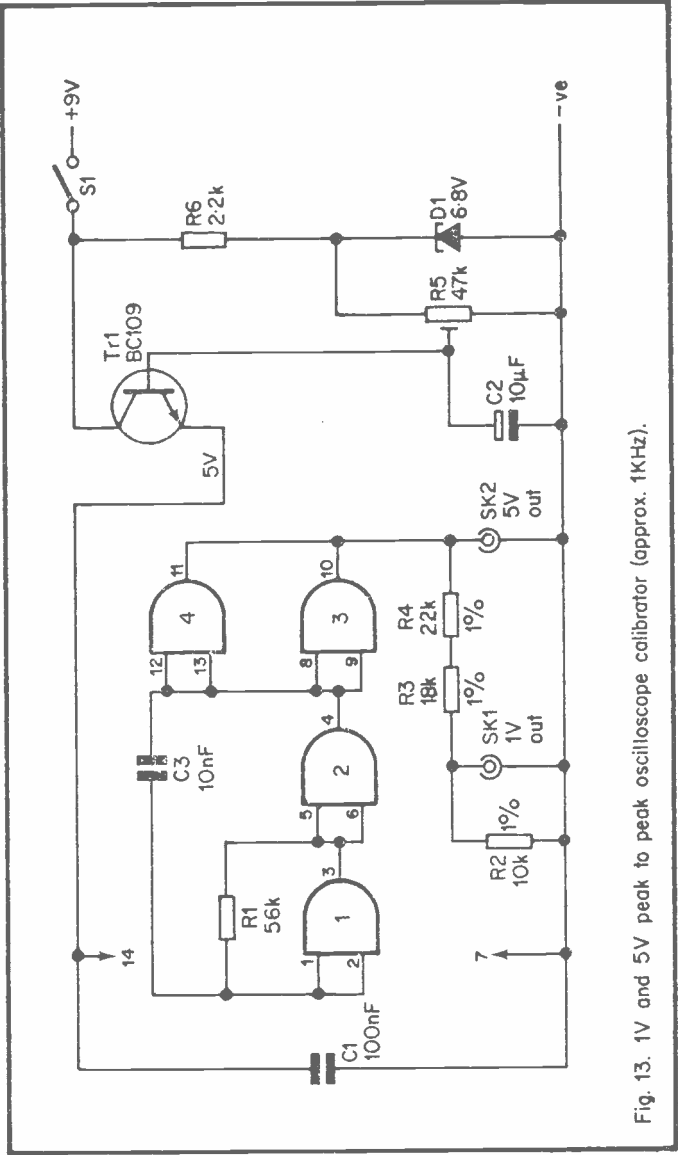 +9V
S1
Tr1
BC109
R6
2·2k
5V
D1
6·8V
R5
47k
C2
10µF
-ve
C3
10nF
R1
56k
1
2
3
1
5
6
4
2
12
13
11
4
8
9
10
3
14
7
C1
100nF
R2
10k
1%
SK1
1V
out
R3
18k
1%
R4
22k
1%
SK2
5V
out
Fig. 13. 1V and 5V peak to peak oscilloscope calibrator (approx. 1KHz).